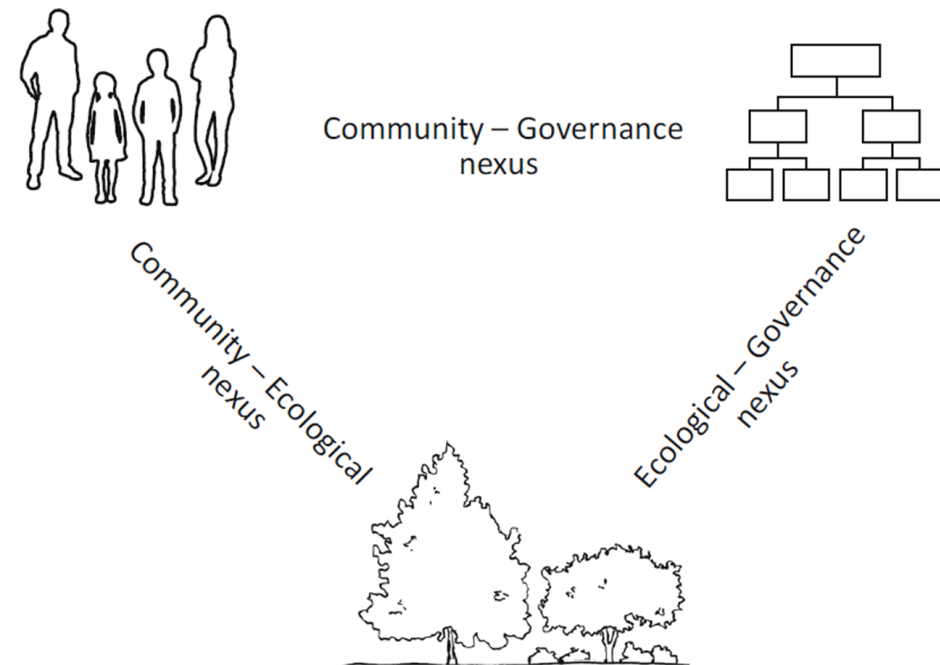 Community – Governance
nexus
Community – Ecological
nexus
Ecological – Governance
nexus